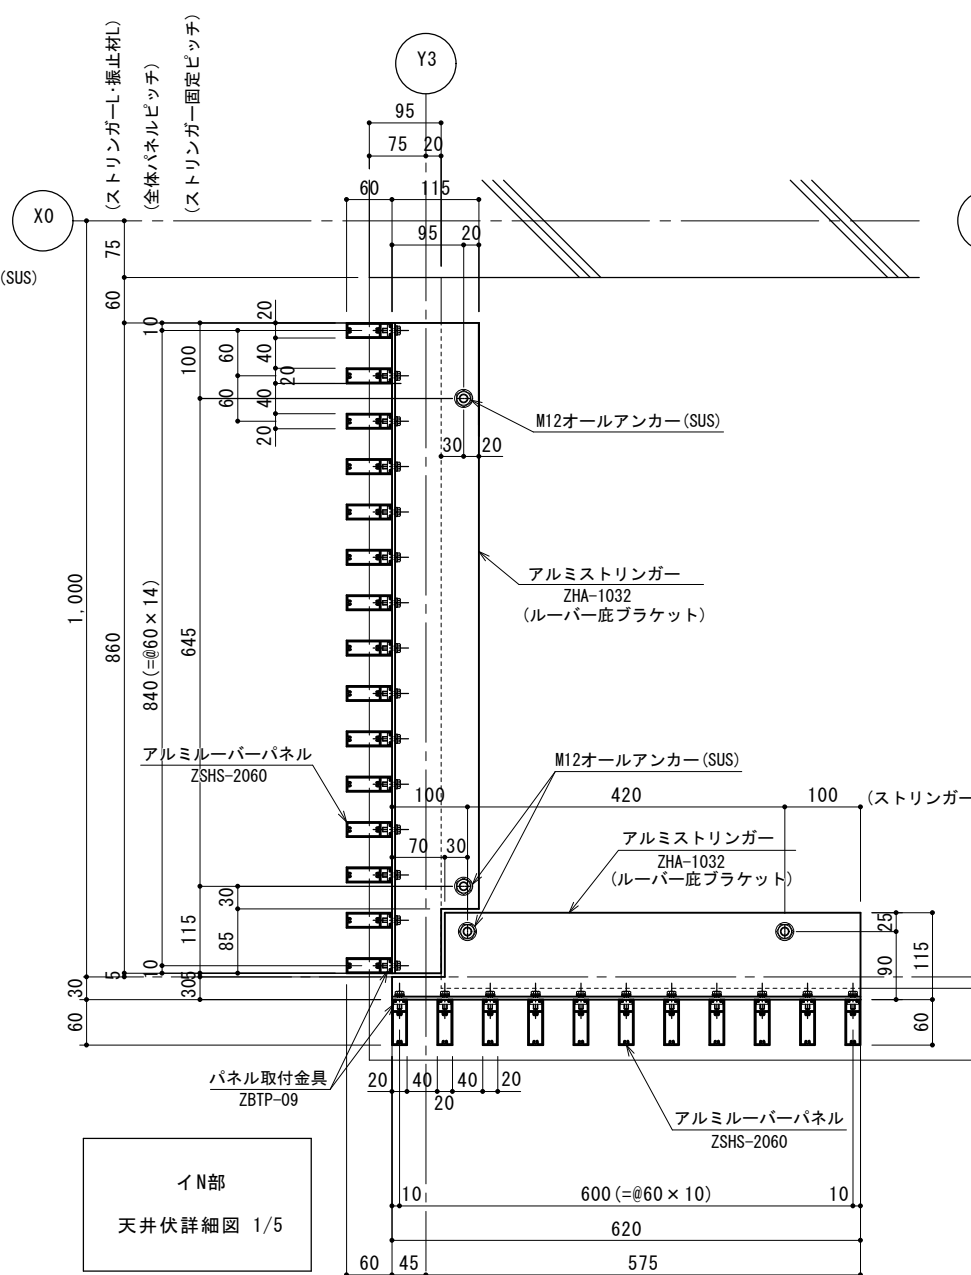 (ストリンガーL・振止材L)
(全体パネルピッチ)
(ストリンガー固定ピッチ)
Y3
95
75
20
60
115
X0
95
20
75
(SUS)
60
10
20
100
60
40
20
60
40
20
M12オールアンカー(SUS)
30
20
アルミストリンガー
ZHA-1032
(ルーバー庇ブラケット)
1,000
860
840(=@60×14)
645
アルミルーバーパネル
ZSHS-2060
M12オールアンカー(SUS)
100
420
100
(ストリンガー
70
30
アルミストリンガー
ZHA-1032
(ルーバー庇ブラケット)
30
115
85
25
90
115
5
10
5
30
30
60
60
パネル取付金具
ZBTP-09
20
40
20
40
20
アルミルーバーパネル
ZSHS-2060
イN部
天井伏詳細図 1/5
10
600(=@60×10)
10
620
60
45
575